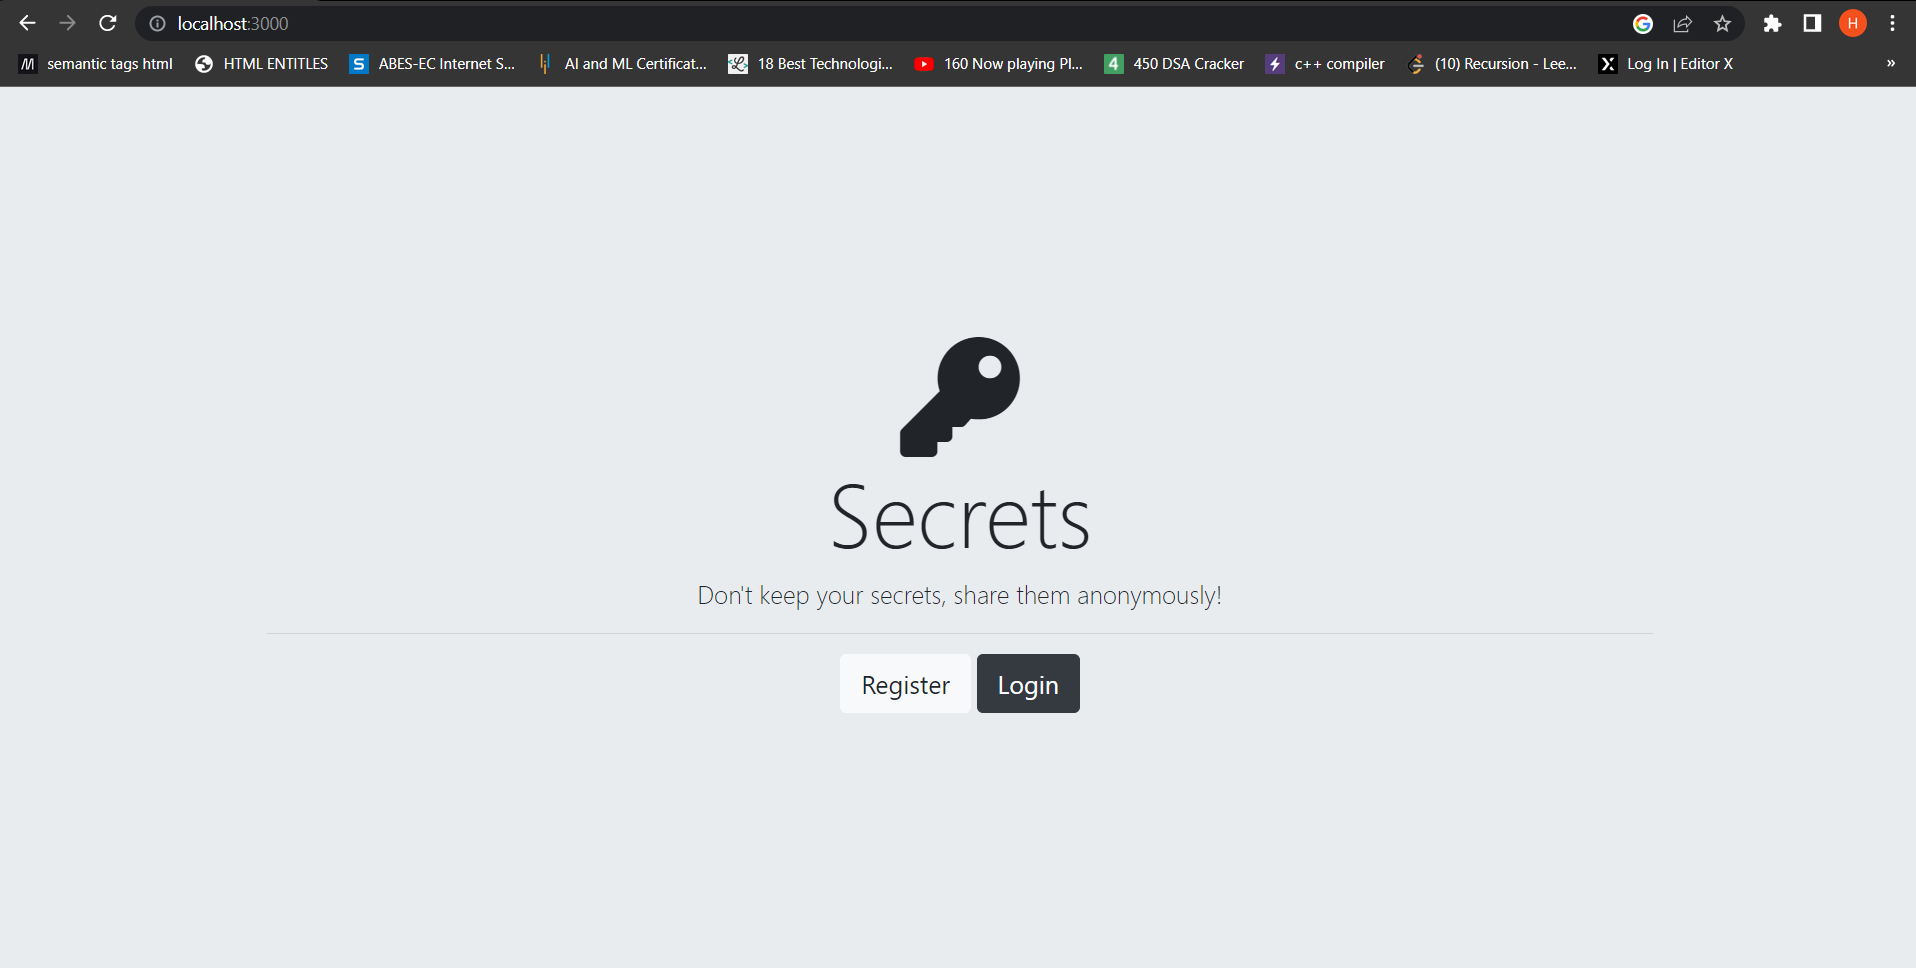 localhost:3000
H
semantic tags html HTML ENTITLES ABES-EC Internet S... AI and ML Certificat... 18 Best Technologi... 160 Now playing Pl... 450 DSA Cracker c++ compiler (10) Recursion - Lee... Log In | Editor X »
Secrets
Don't keep your secrets, share them anonymously!
Register Login